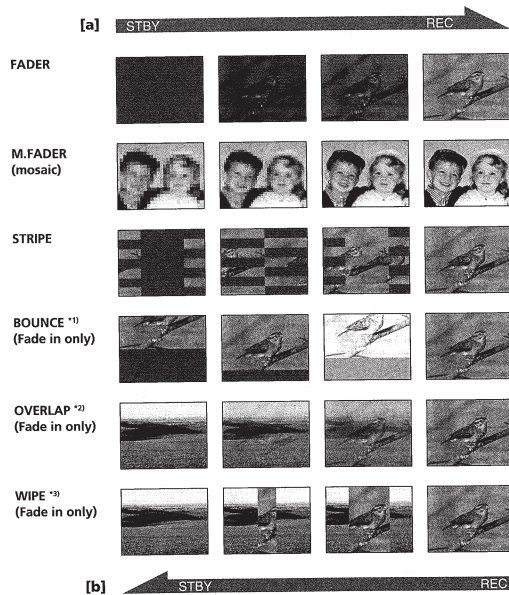 [a] STBY REC
FADER
M.FADER
(mosaic)
STRIPE
BOUNCE *1)
(Fade in only)
OVERLAP *2)
(Fade in only)
WIPE *3)
(Fade in only)
[b] STBY REC